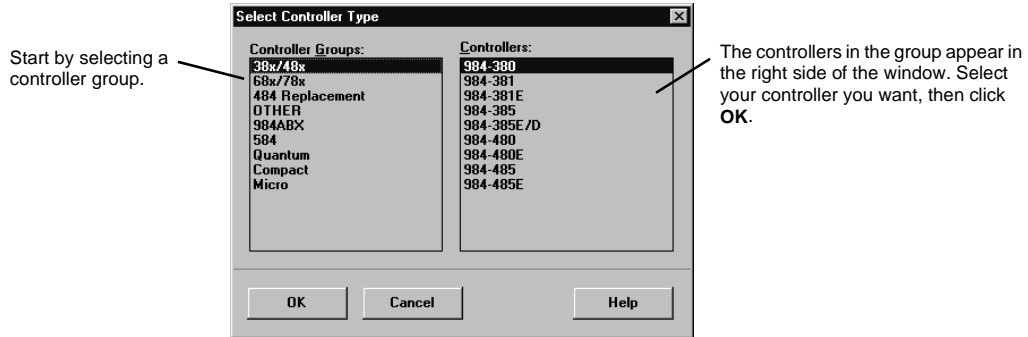 Select Controller Type
Start by selecting a
controller group.
Controller Groups:
38x/48x
68x/78x
484 Replacement
OTHER
984ABX
584
Quantum
Compact
Micro
Controllers:
984-380
984-381
984-381E
984-385
984-385E/D
984-480
984-480E
984-485
984-485E
The controllers in the group appear in
the right side of the window. Select
your controller you want, then click
OK.
OK
Cancel
Help